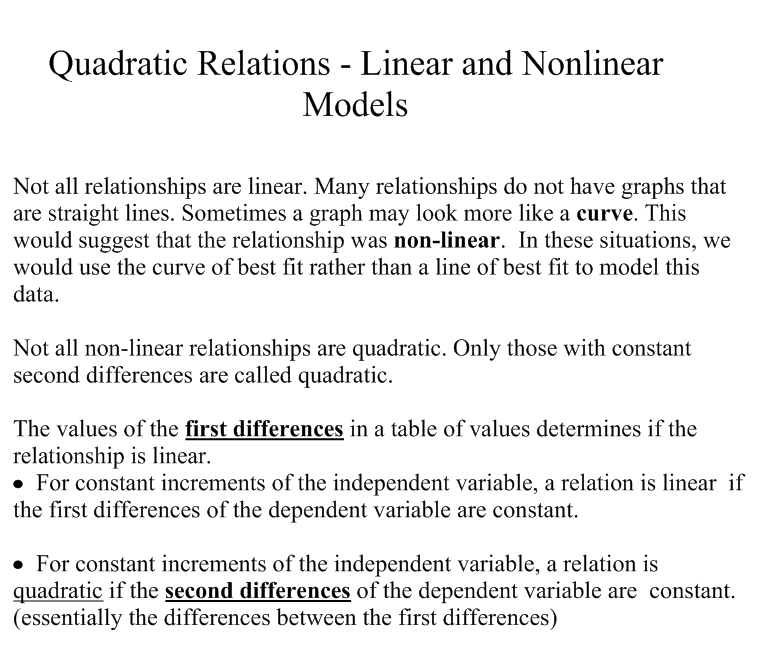 Quadratic Relations - Linear and Nonlinear
Models
Not all relationships are linear. Many relationships do not have graphs that
are straight lines. Sometimes a graph may look more like a curve. This
would suggest that the relationship was non-linear.  In these situations, we
would use the curve of best fit rather than a line of best fit to model this
data.
Not all non-linear relationships are quadratic. Only those with constant
second differences are called quadratic.
The values of the first differences in a table of values determines if the
relationship is linear.
• For constant increments of the independent variable, a relation is linear  if
the first differences of the dependent variable are constant.
• For constant increments of the independent variable, a relation is
quadratic if the second differences of the dependent variable are  constant.
(essentially the differences between the first differences)